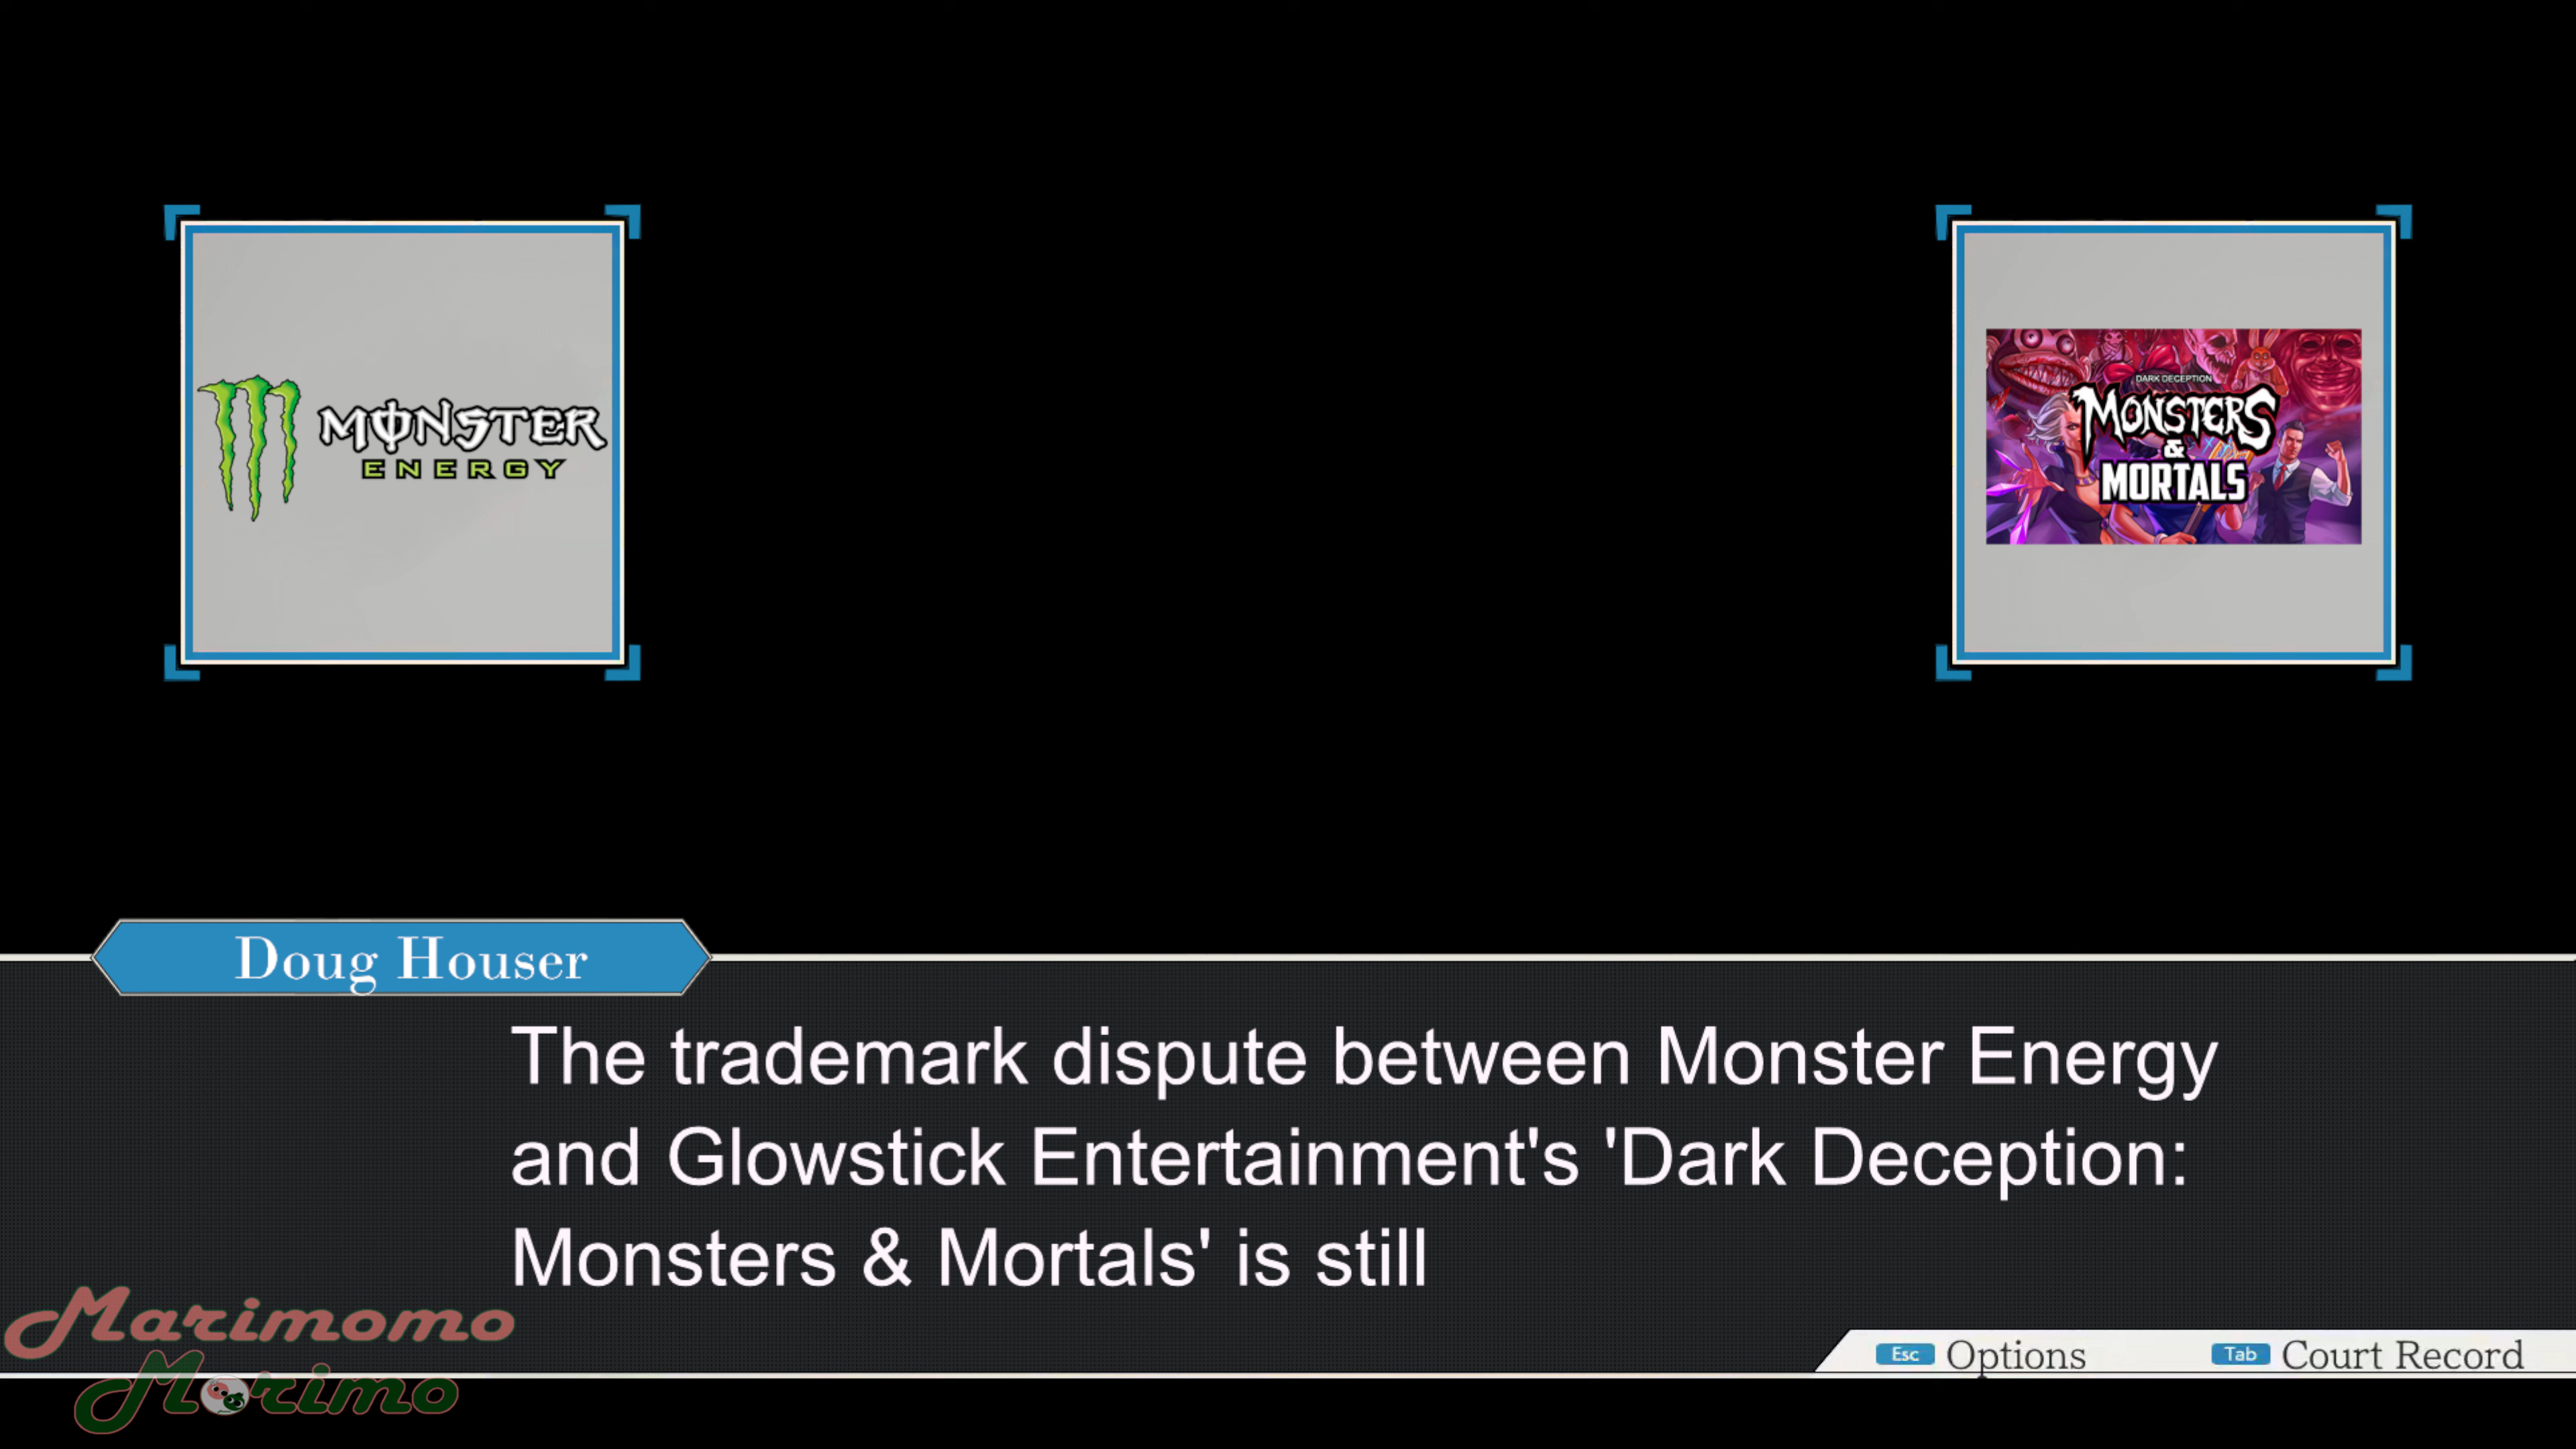 MONSTER
ENERGY
DARK DECEPTION
MONSTERS
&
MORTALS
Doug Houser
The trademark dispute between Monster Energy
and Glowstick Entertainment's 'Dark Deception:
Monsters & Mortals' is still
Marimomo
Morimo
Esc Options Tab Court Record